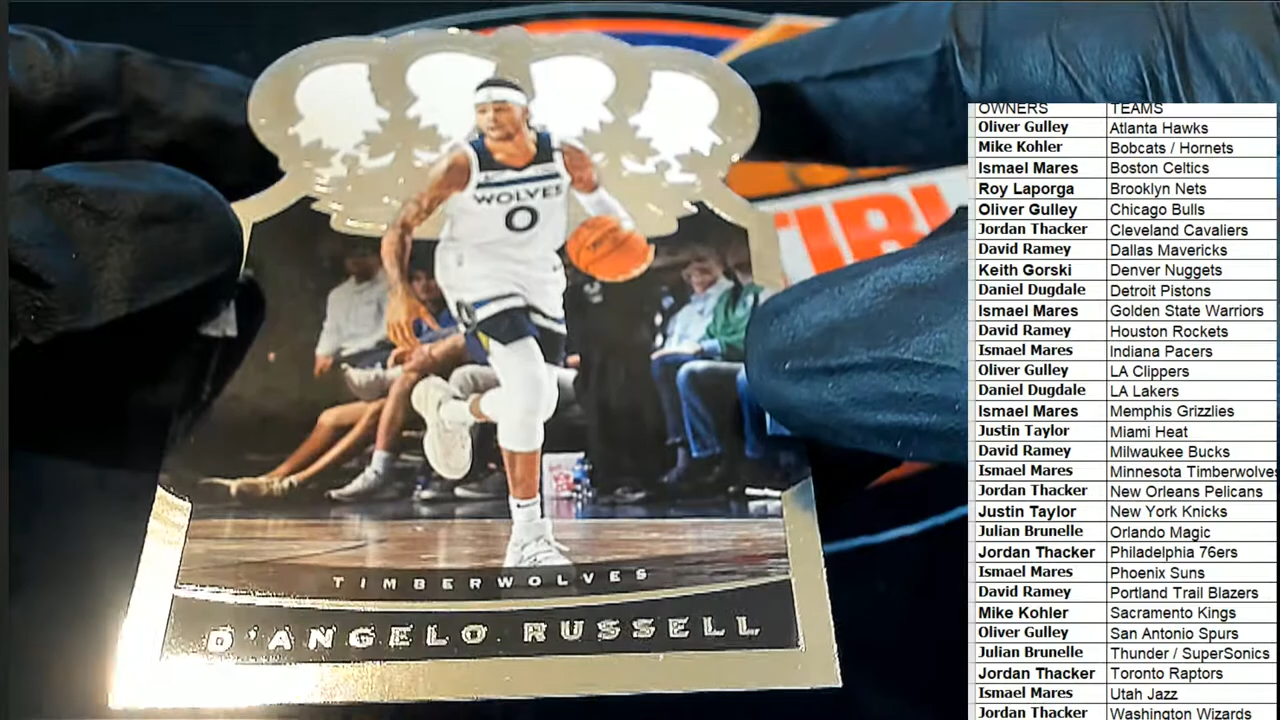 WOLVES
0
TIMBERWOLVES
D'ANGELO RUSSELL
OWNERS TEAMS
Oliver Gulley Atlanta Hawks
Mike Kohler Bobcats / Hornets
Ismael Mares Boston Celtics
Roy Laporga Brooklyn Nets
Oliver Gulley Chicago Bulls
Jordan Thacker Cleveland Cavaliers
David Ramey Dallas Mavericks
Keith Gorski Denver Nuggets
Daniel Dugdale Detroit Pistons
Ismael Mares Golden State Warriors
David Ramey Houston Rockets
Ismael Mares Indiana Pacers
Oliver Gulley LA Clippers
Daniel Dugdale LA Lakers
Ismael Mares Memphis Grizzlies
Justin Taylor Miami Heat
David Ramey Milwaukee Bucks
Ismael Mares Minnesota Timberwolves
Jordan Thacker New Orleans Pelicans
Justin Taylor New York Knicks
Julian Brunelle Orlando Magic
Jordan Thacker Philadelphia 76ers
Ismael Mares Phoenix Suns
David Ramey Portland Trail Blazers
Mike Kohler Sacramento Kings
Oliver Gulley San Antonio Spurs
Julian Brunelle Thunder / SuperSonics
Jordan Thacker Toronto Raptors
Ismael Mares Utah Jazz
Jordan Thacker Washington Wizards